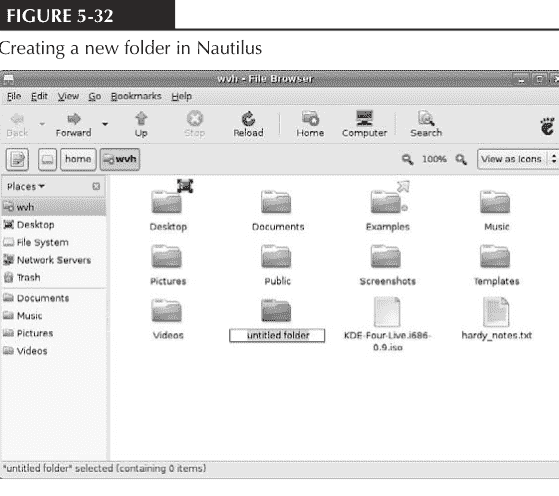 FIGURE 5-32
Creating a new folder in Nautilus
wvh - File Browser
File Edit View Go Bookmarks Help
Back Forward Up Stop Reload Home Computer Search
home wvh 100% View as Icons
Places
wvh
Desktop
File System
Network Servers
Trash
Documents
Music
Pictures
Videos
Desktop Documents Examples Music
Pictures Public Screenshots Templates
Videos untitled folder KDE-Four-Live.i686- hardy_notes.txt
0.9.iso
"untitled folder" selected (containing 0 items)